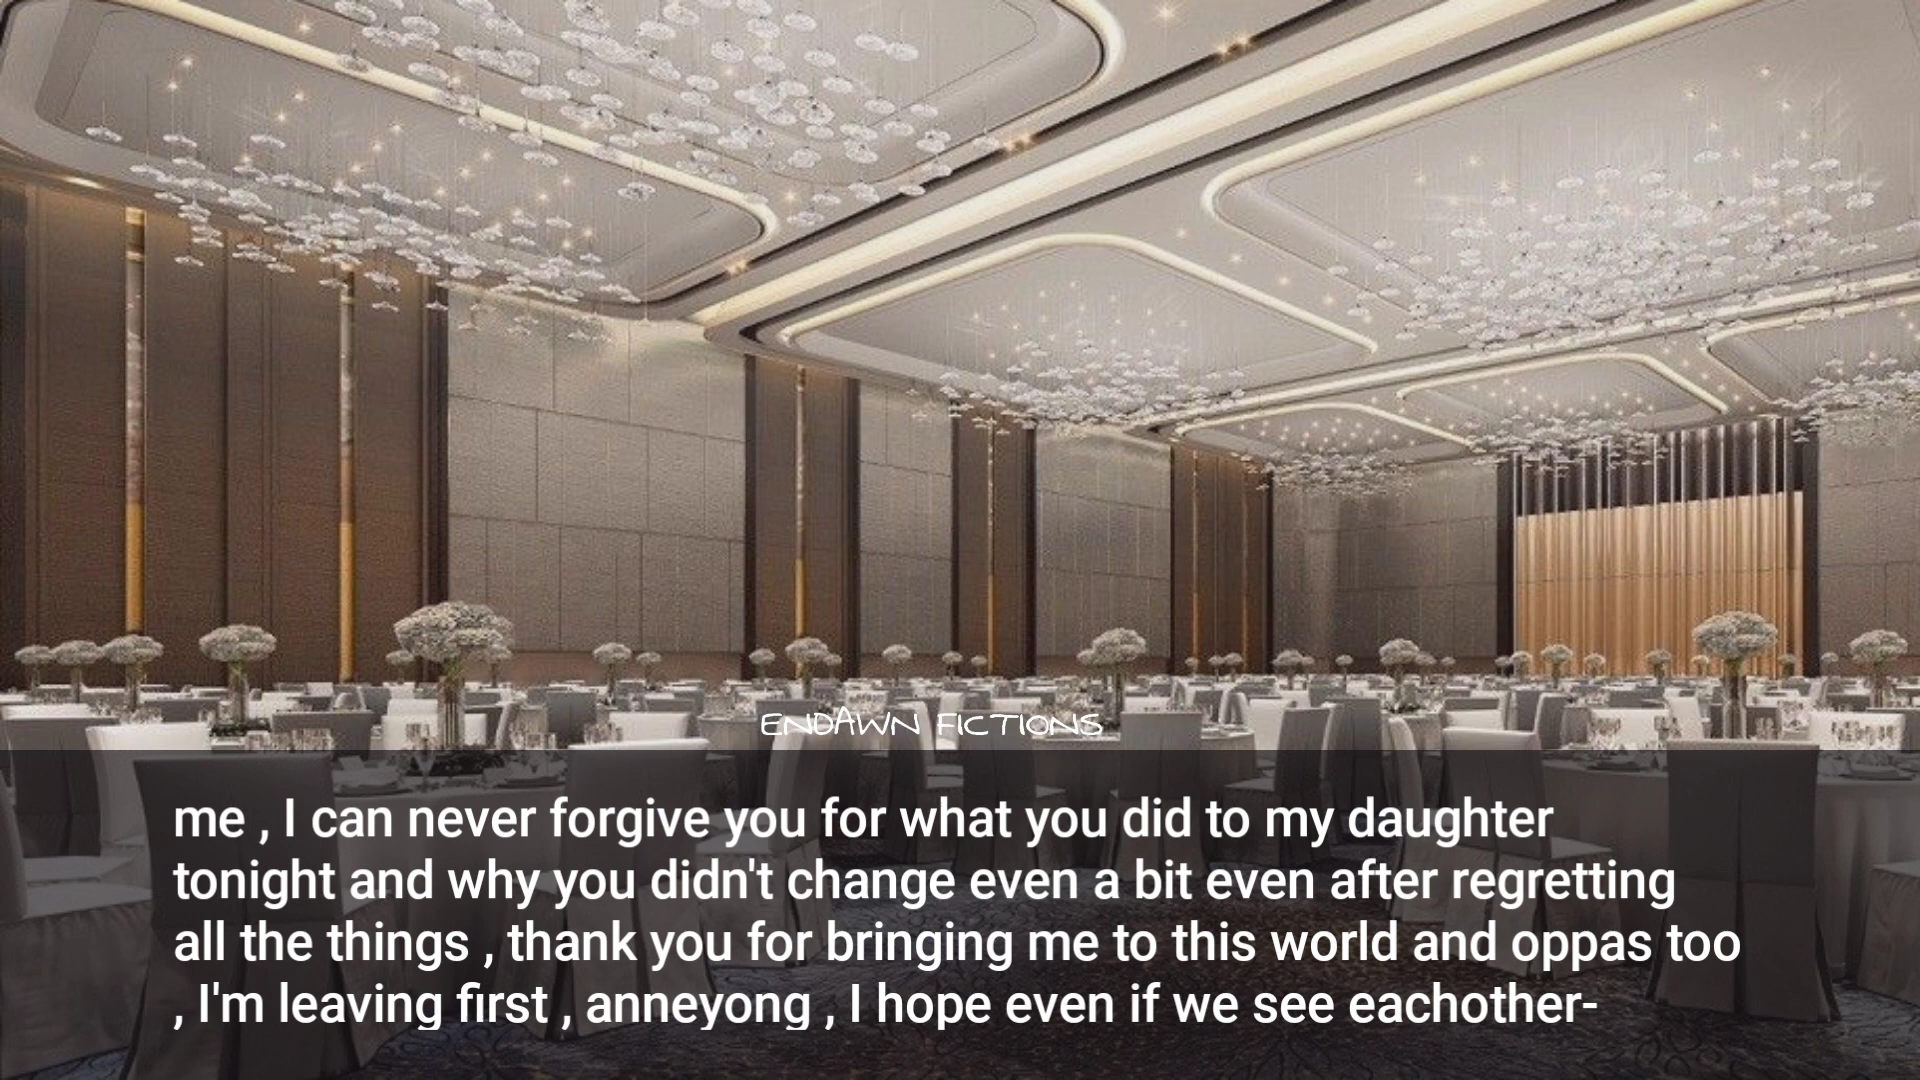 ENDAWN FICTIONS
me , I can never forgive you for what you did to my daughter
tonight and why you didn't change even a bit even after regretting
all the things , thank you for bringing me to this world and oppas too
, I'm leaving first , anneyong , I hope even if we see eachother-